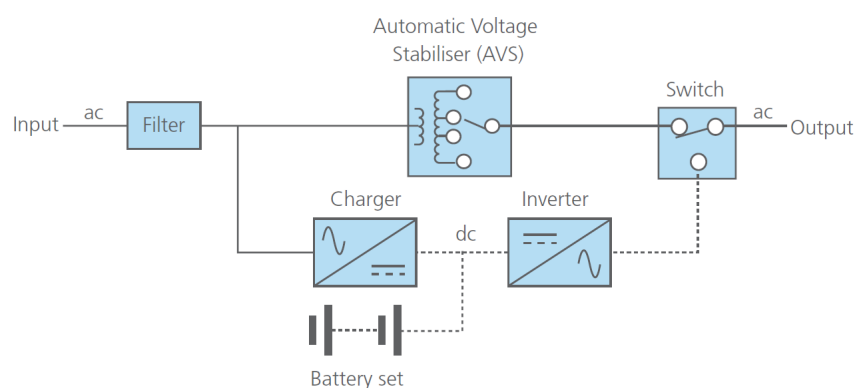 Automatic Voltage
Stabiliser (AVS)
Switch
Input
ac
Filter
ac
Output
Charger
Inverter
dc
Battery set